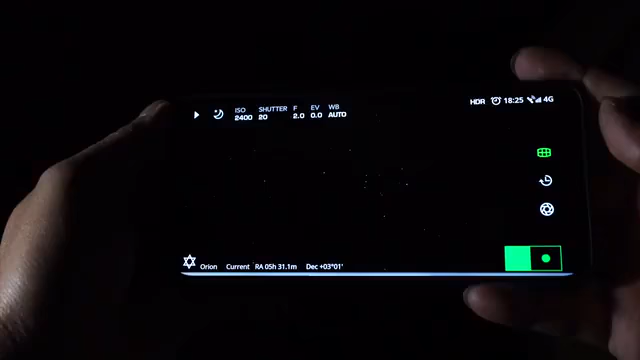 ISO SHUTTER F EV WB
2400 20 2.0 0.0 AUTO
HDR 18:25 4G
Orion Current RA 05h 31.1m Dec +03°01'